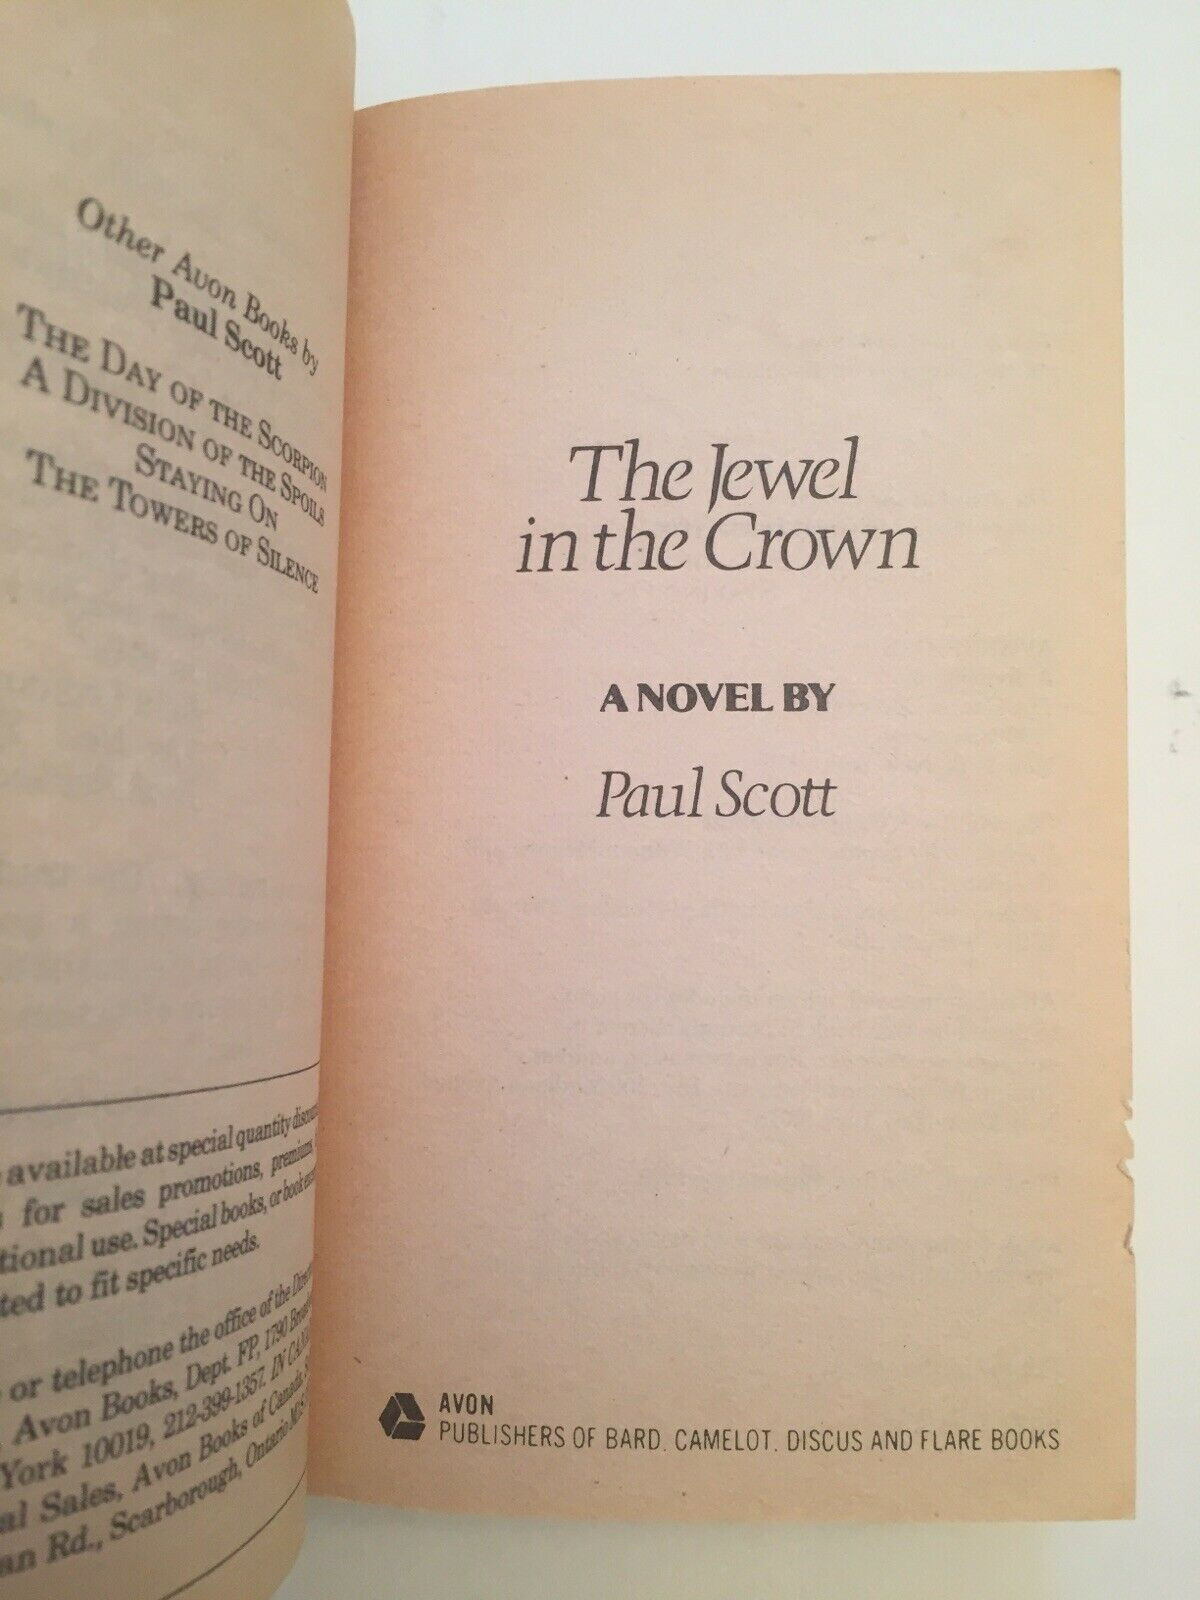 Other Avon Books by
Paul Scott
THE DAY OF THE SCORPION
A DIVISION OF THE SPOILS
STAYING ON
THE TOWERS OF SILENCE
available at special quantity
for sales promotions, premiums,
use. Special books, or book
to fit specific needs.
or telephone the office of the
Avon Books, Dept. FP, 1790
York 10019, 212-399-1357. IN
Sales, Avon Books of Canada,
Rd., Scarborough, Ontario
The Jewel
in the Crown
A NOVEL BY
Paul Scott
AVON
PUBLISHERS OF BARD, CAMELOT, DISCUS AND FLARE BOOKS